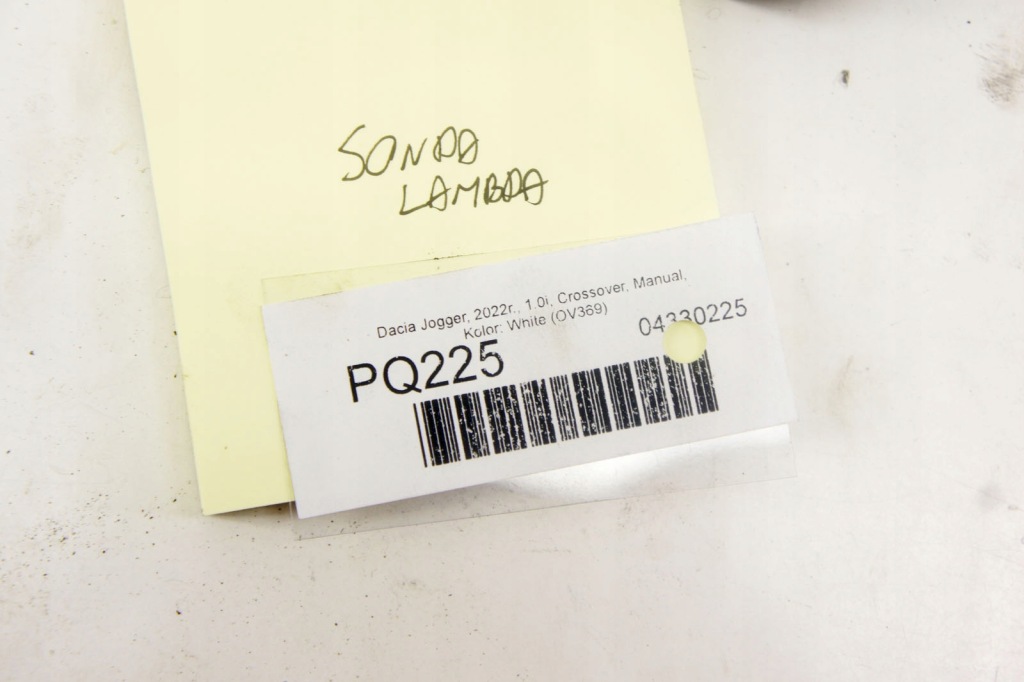 SONDA
LAMBDA
Dacia Jogger, 2022r., 1.0i, Crossover, Manual,
Kolor: White (OV369)
04330225
PQ225